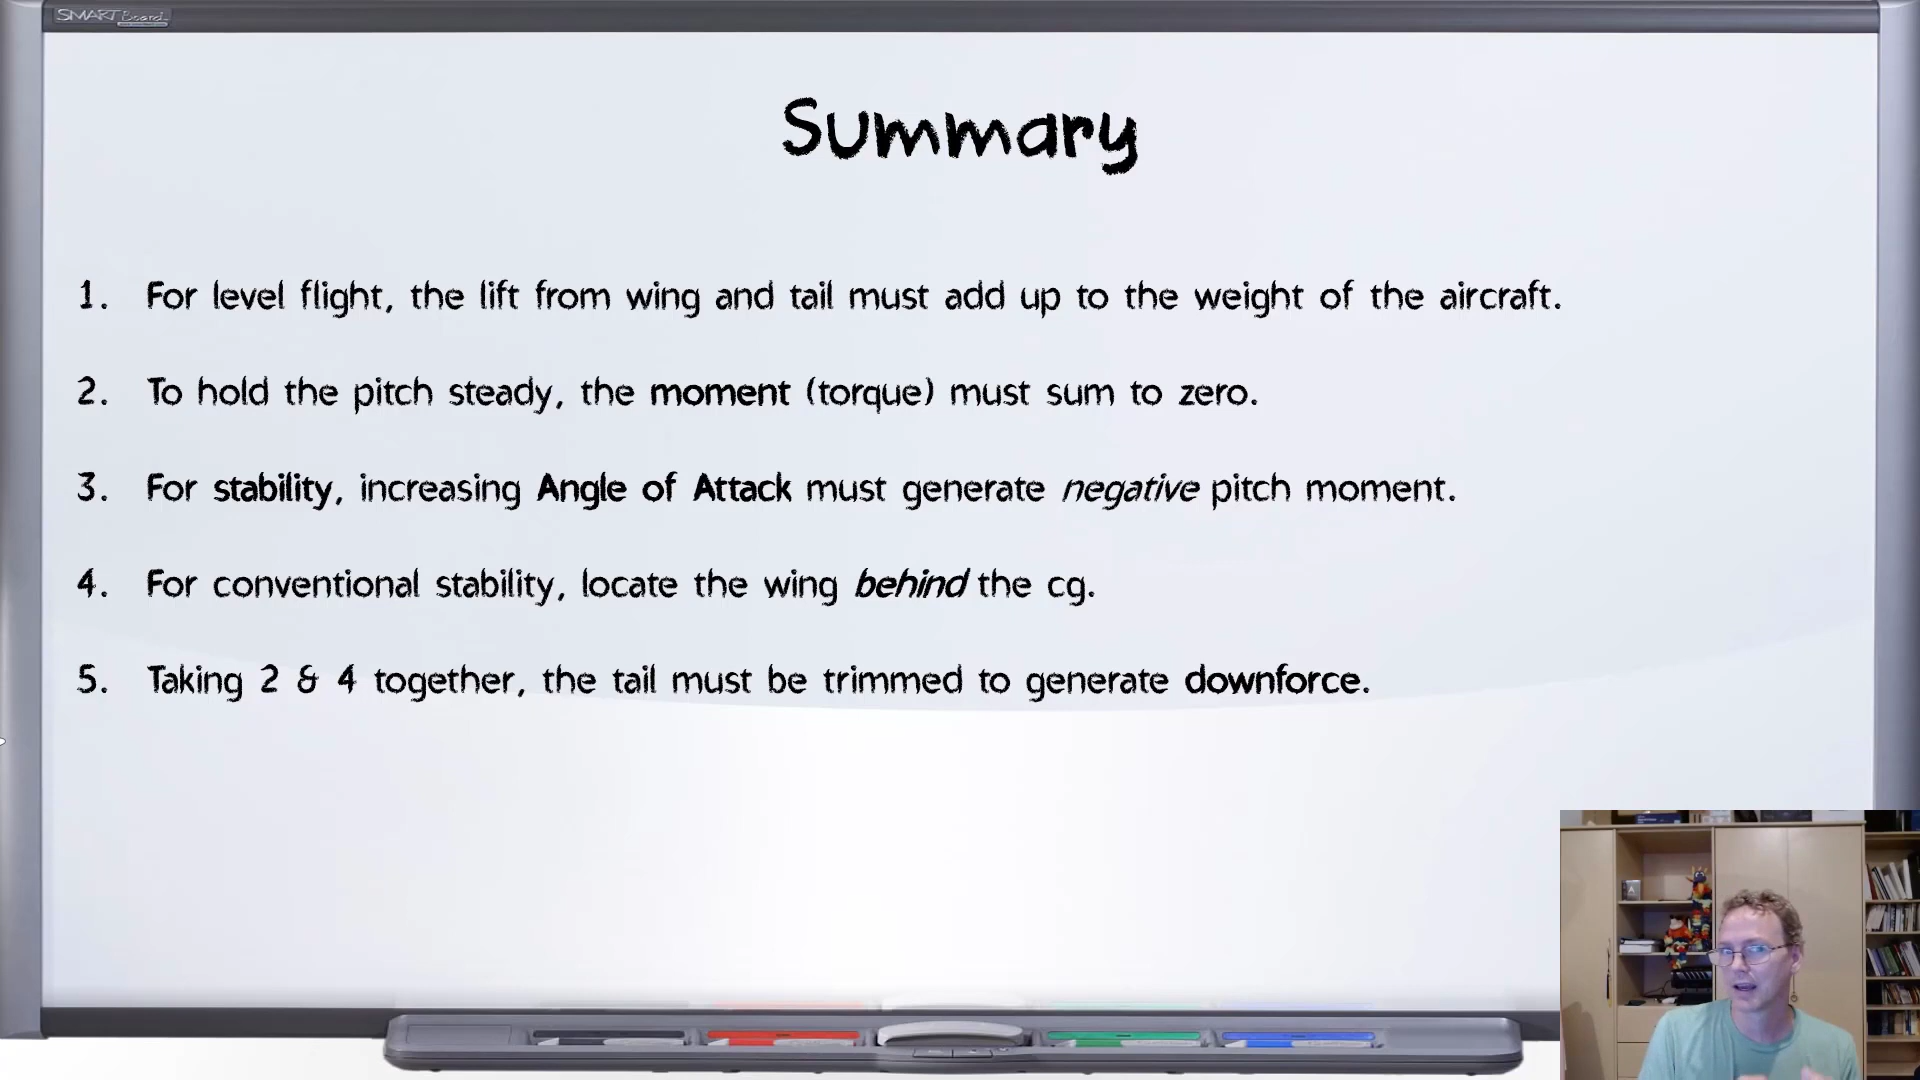 SMART Board
Summary
1. For level flight, the lift from wing and tail must add up to the weight of the aircraft.
2. To hold the pitch steady, the moment (torque) must sum to zero.
3. For stability, increasing Angle of Attack must generate negative pitch moment.
4. For conventional stability, locate the wing behind the cg.
5. Taking 2 & 4 together, the tail must be trimmed to generate downforce.